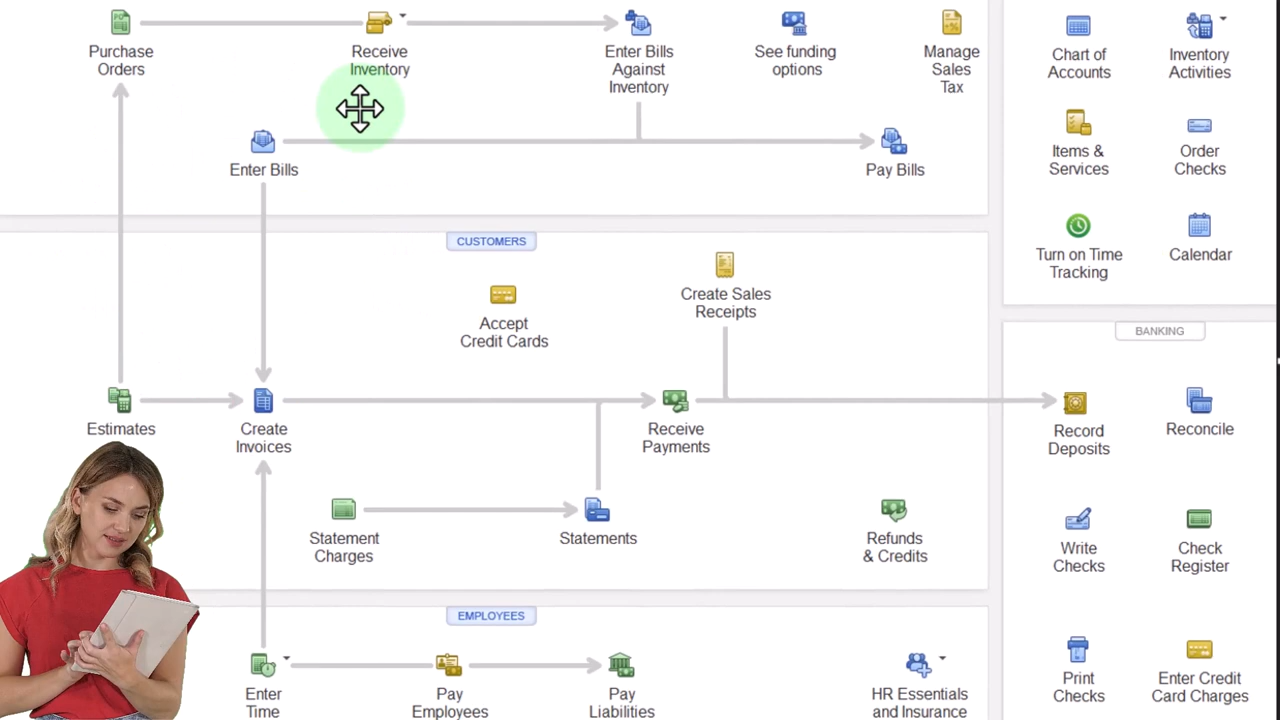 Purchase
Orders
Receive
Inventory
Enter Bills
Against
Inventory
See funding
options
Manage
Sales
Tax
Enter Bills
Pay Bills
Chart of
Accounts
Inventory
Activities
Items &
Services
Order
Checks
Turn on Time
Tracking
Calendar
CUSTOMERS
Create Sales
Receipts
Accept
Credit Cards
Estimates
Create
Invoices
Receive
Payments
Statement
Charges
Statements
Refunds
& Credits
BANKING
Record
Deposits
Reconcile
Write
Checks
Check
Register
Print
Checks
Enter Credit
Card Charges
EMPLOYEES
Enter
Time
Pay
Employees
Pay
Liabilities
HR Essentials
and Insurance